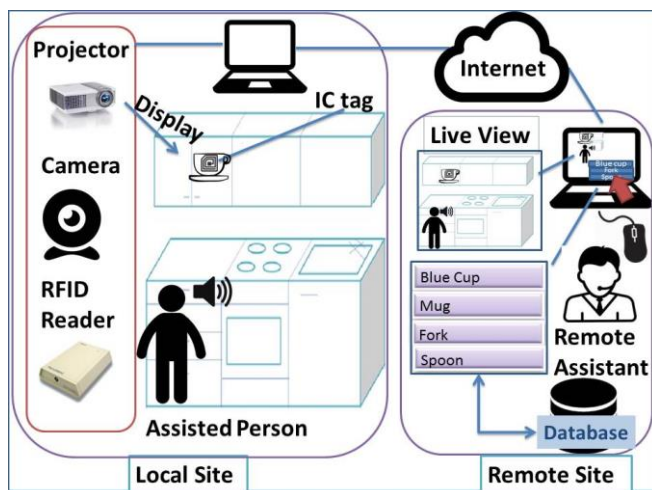 Projector
Display
IC tag
Camera
RFID
Reader
Assisted Person
Local Site
Internet
Live View
Blue cup
Fork
Blue Cup
Mug
Fork
Spoon
Remote
Assistant
Database
Remote Site